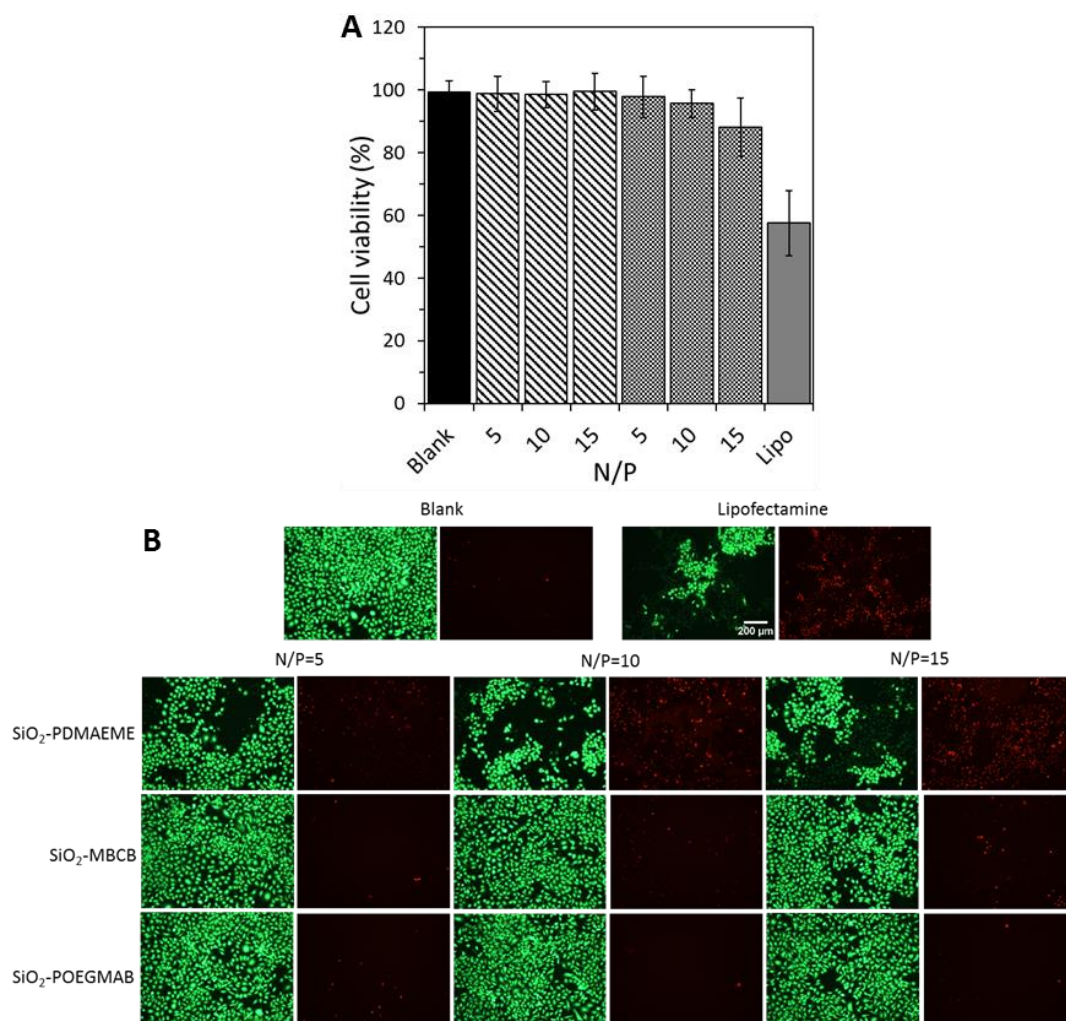 A
120
100
80
60
40
20
0
Cell viability (%)
Blank 5 10 15 5 10 15 Lipo
N/P
B
Blank Lipofectamine
200 µm
N/P=5 N/P=10 N/P=15
SiO₂-PDMAEME
SiO₂-MBCB
SiO₂-POEGMAB